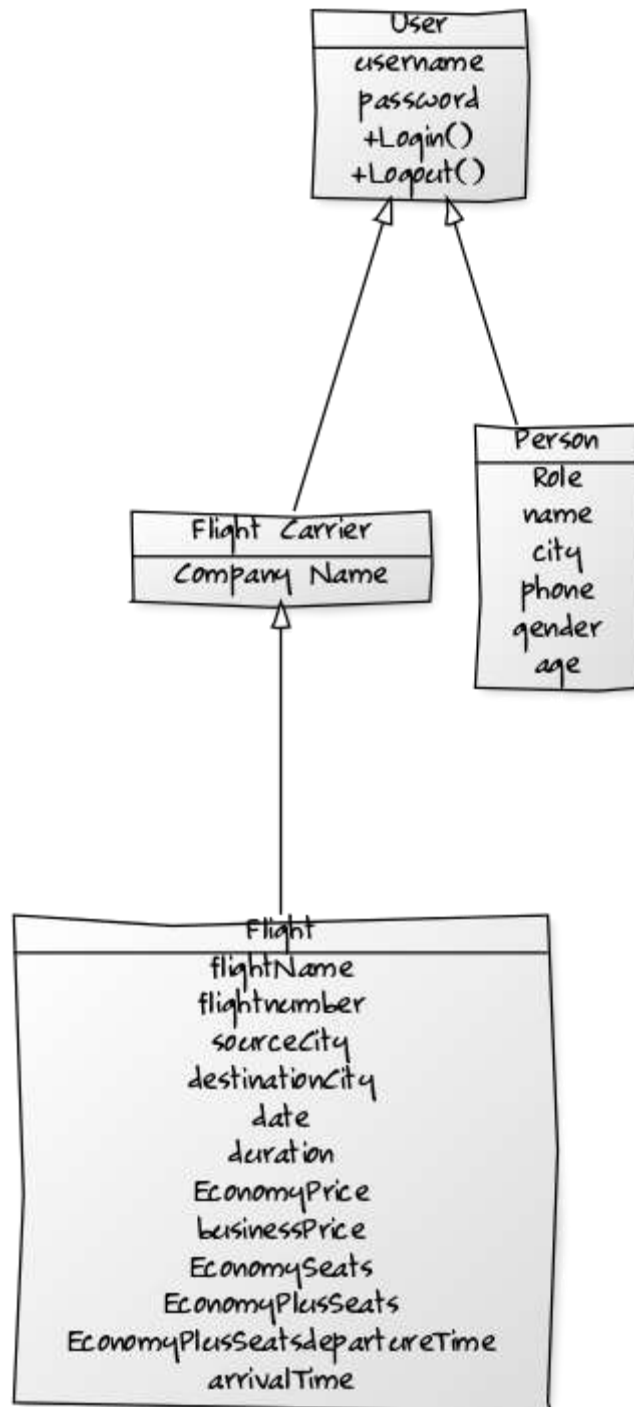 User
username
password
+Login()
+Logout()
Person
Role
name
city
phone
gender
age
Flight Carrier
Company Name
Flight
flightName
flightnumber
sourceCity
destinationCity
date
duration
EconomyPrice
businessPrice
EconomySeats
EconomyPlusSeats
EconomyPlusSeatsdepartureTime
arrivalTime